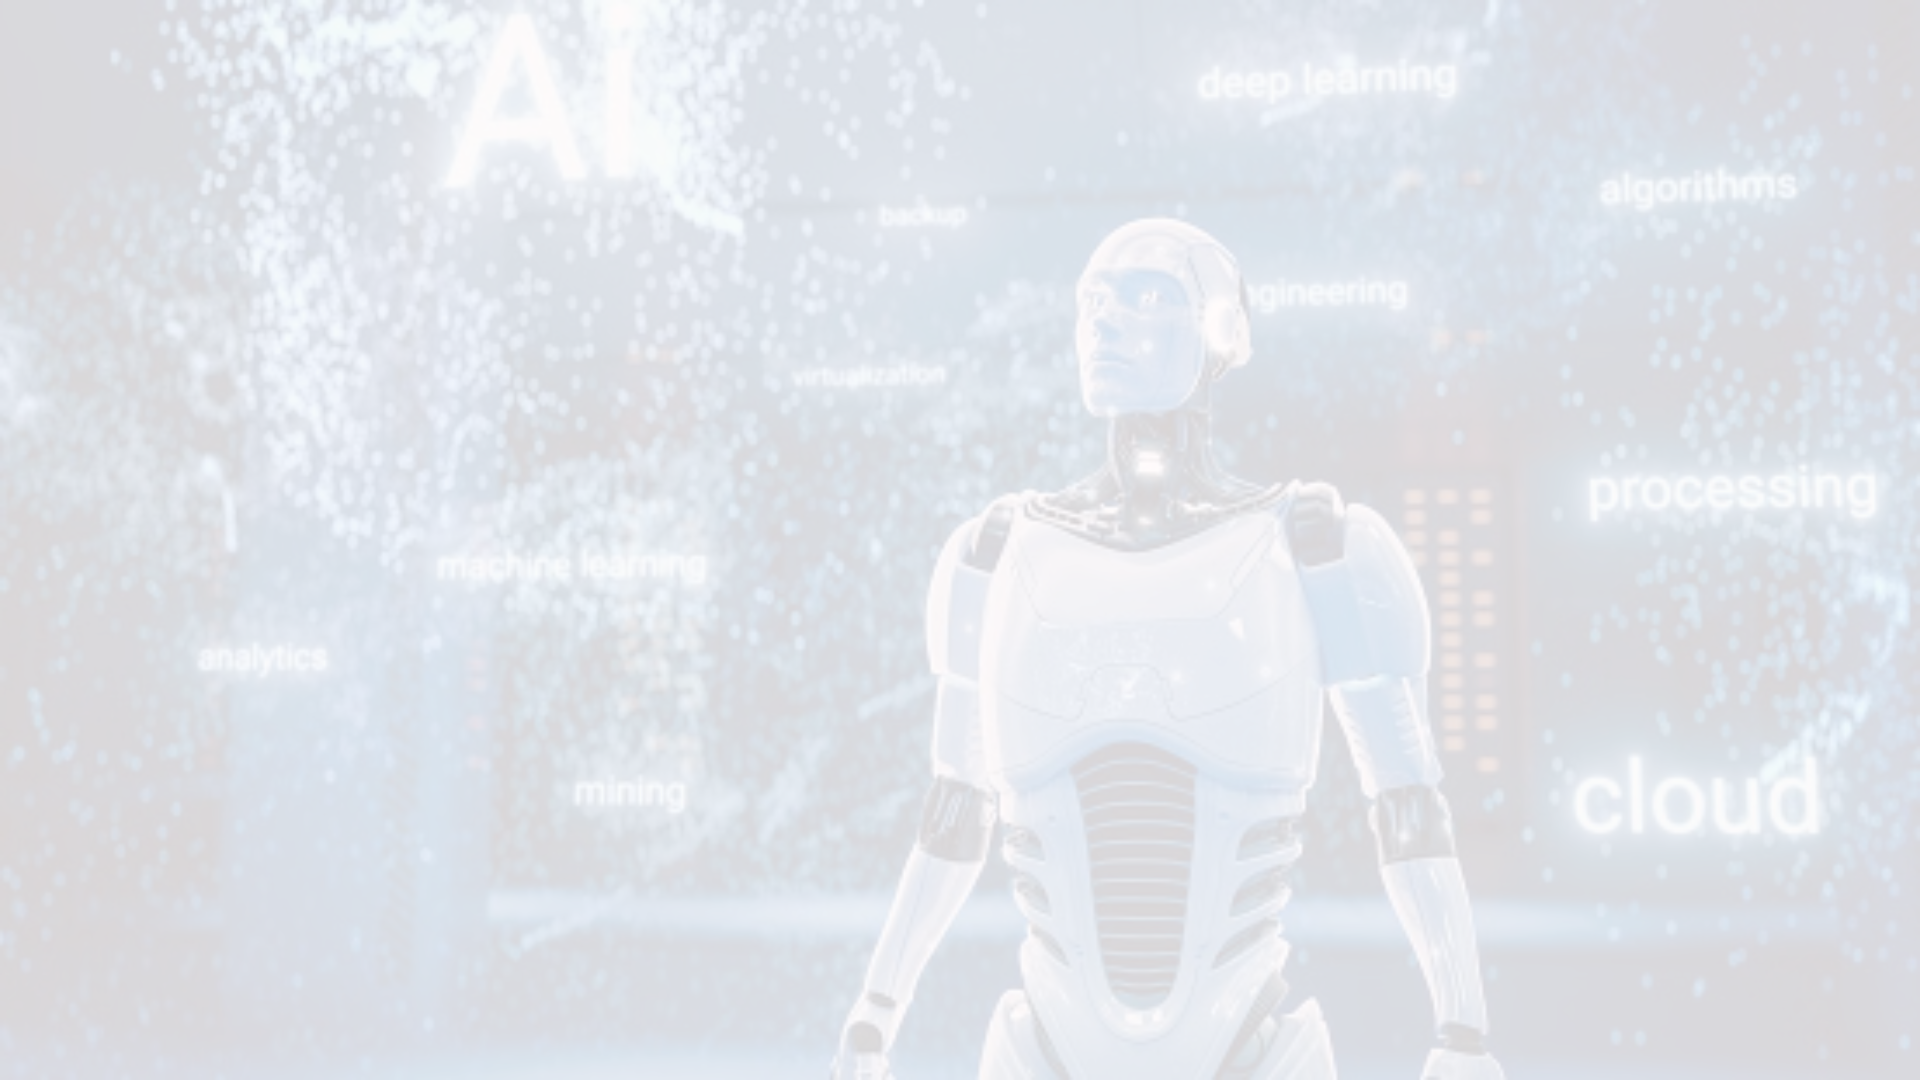 AI
deep learning
algorithms
backup
ngineering
virtualization
processing
machine learning
analytics
mining
cloud